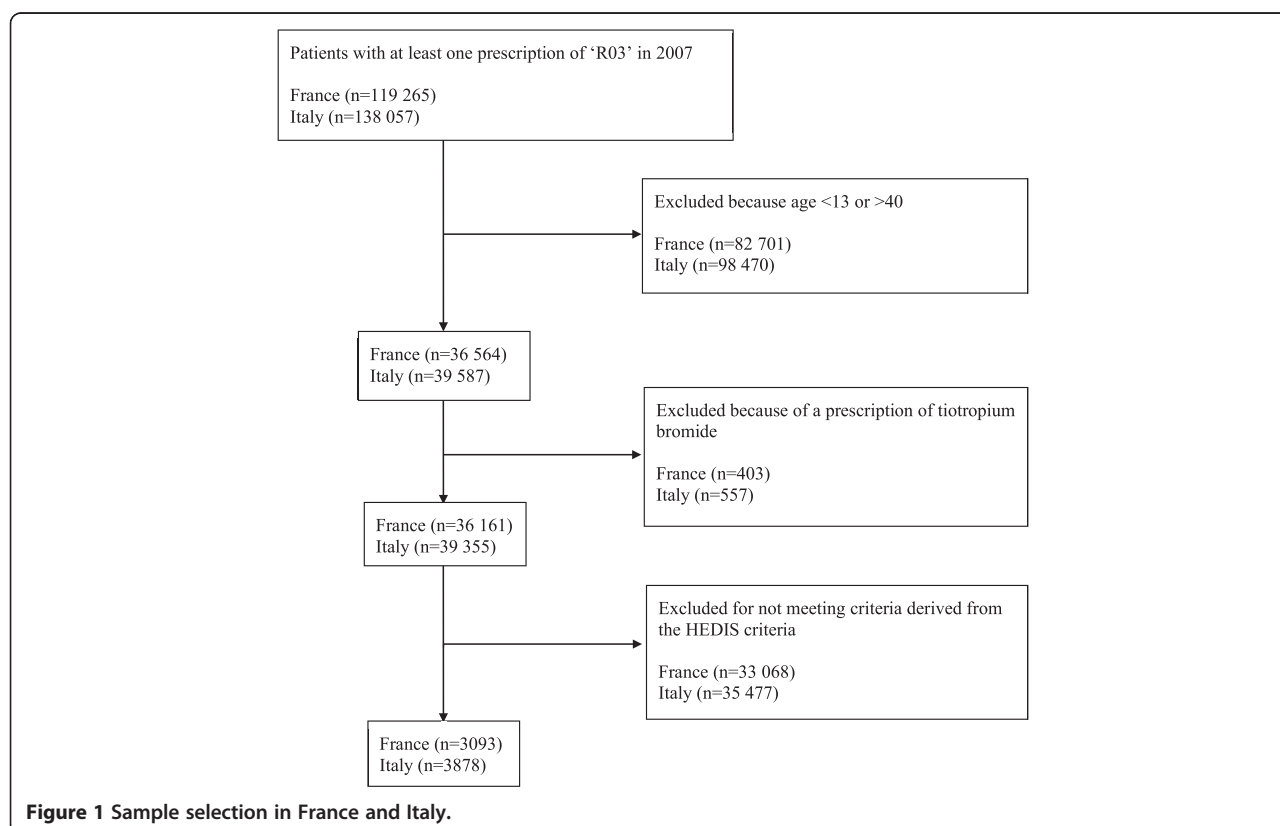 Patients with at least one prescription of ‘R03’ in 2007
France (n=119 265)
Italy (n=138 057)
Excluded because age <13 or >40
France (n=82 701)
Italy (n=98 470)
France (n=36 564)
Italy (n=39 587)
Excluded because of a prescription of tiotropium
bromide
France (n=403)
Italy (n=557)
France (n=36 161)
Italy (n=39 355)
Excluded for not meeting criteria derived from
the HEDIS criteria
France (n=33 068)
Italy (n=35 477)
France (n=3093)
Italy (n=3878)
Figure 1 Sample selection in France and Italy.